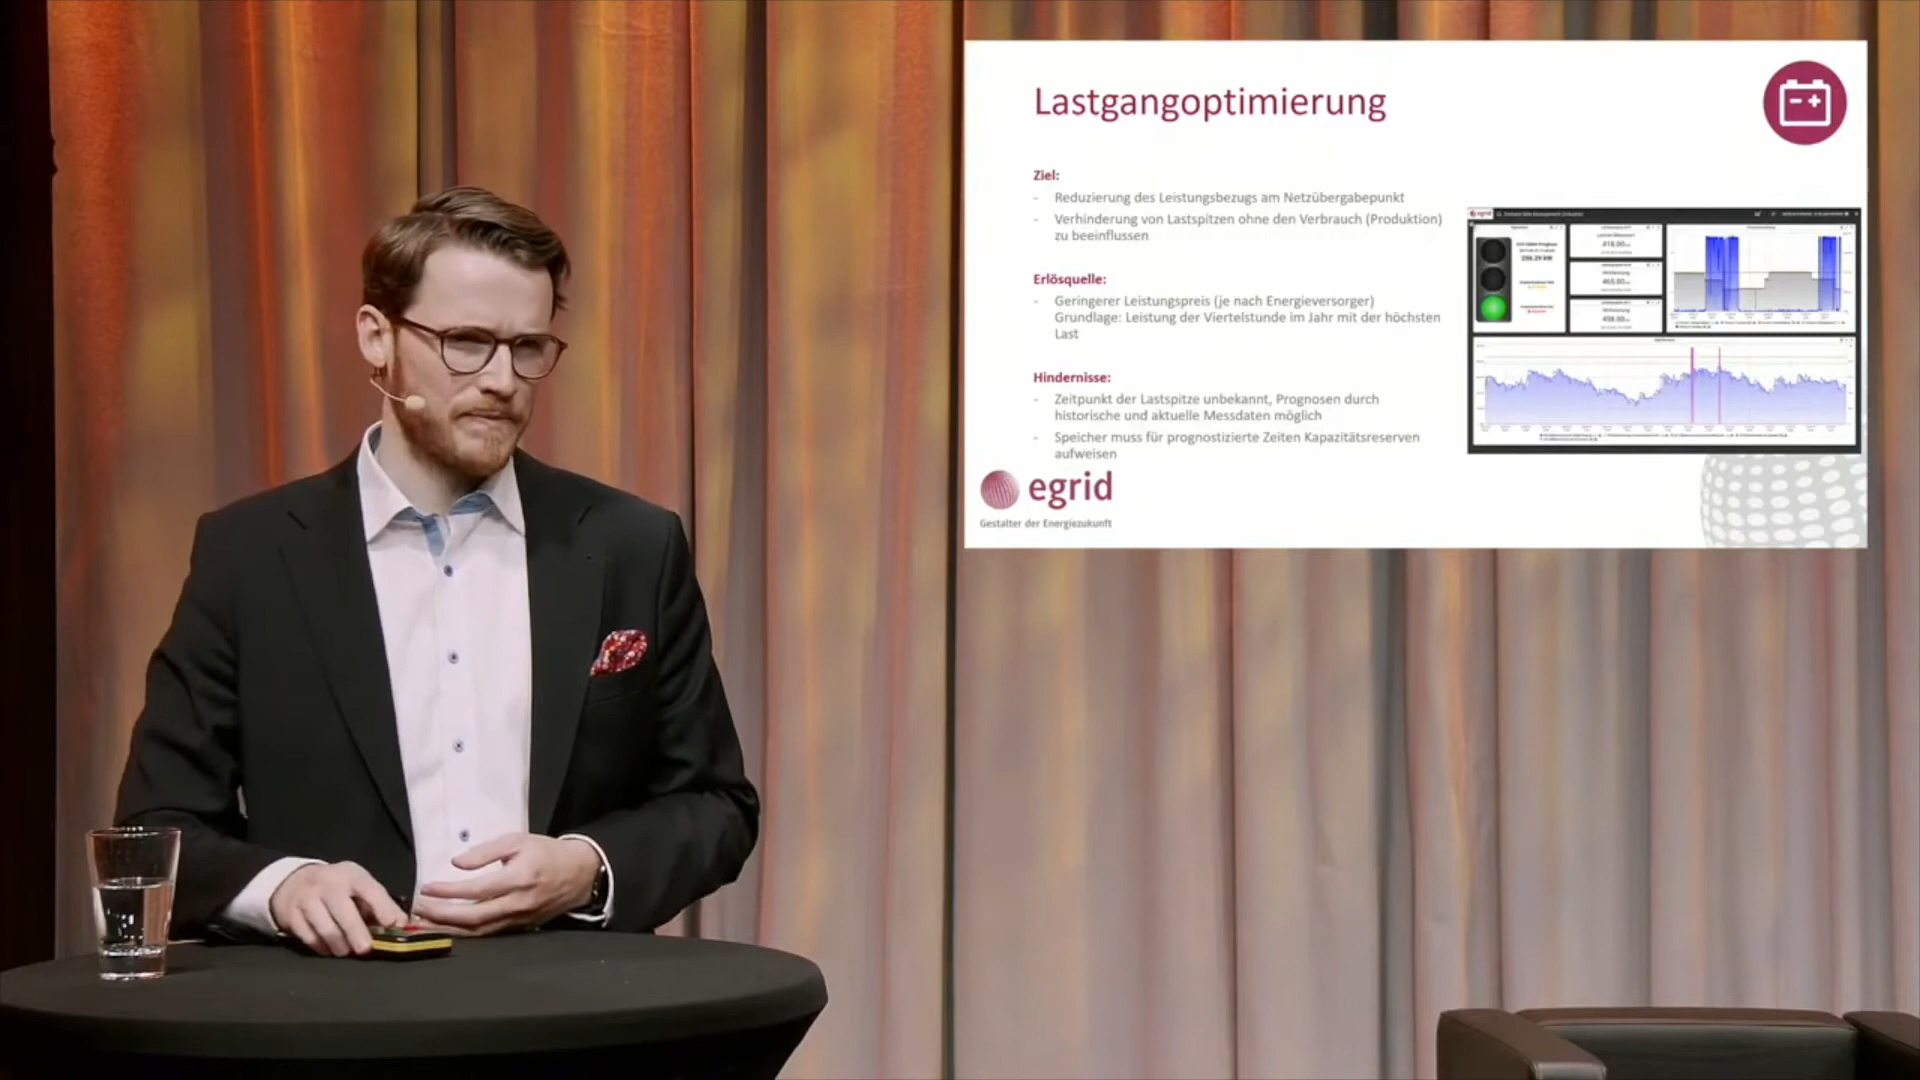 Lastgangoptimierung
Ziel:
- Reduzierung des Leistungsbezugs am Netzübergabepunkt
- Verhinderung von Lastspitzen ohne den Verbrauch (Produktion)
zu beeinflussen
Erlösquelle:
- Geringerer Leistungspreis (je nach Energieversorger)
Grundlage: Leistung der Viertelstunde im Jahr mit der höchsten
Last
Hindernisse:
- Zeitpunkt der Lastspitze unbekannt, Prognosen durch
historische und aktuelle Messdaten möglich
- Speicher muss für prognostizierte Zeiten Kapazitätsreserven
aufweisen
egrid
Gestalter der Energiezukunft
egrid